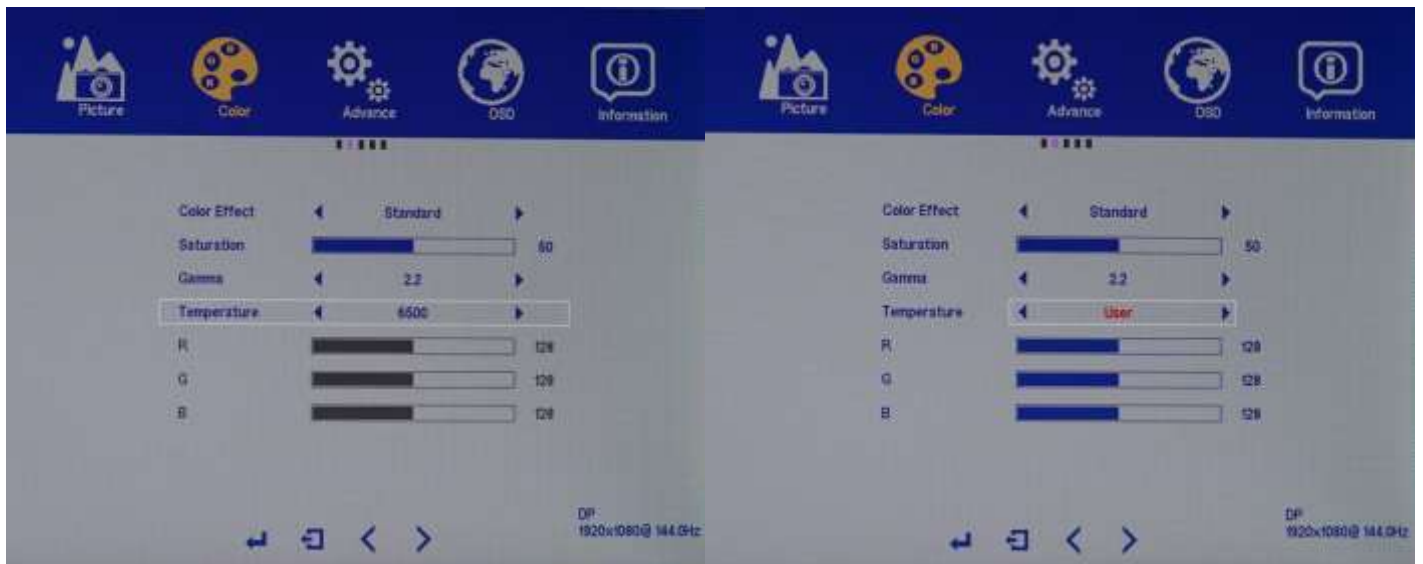 Picture Color Advance OSD Information
Color Effect Standard
Saturation 50
Gamma 2.2
Temperature 6500
R 128
G 128
B 128
DP
1920x1080@ 144.0Hz
Picture Color Advance OSD Information
Color Effect Standard
Saturation 50
Gamma 2.2
Temperature User
R 128
G 128
B 128
DP
1920x1080@ 144.0Hz